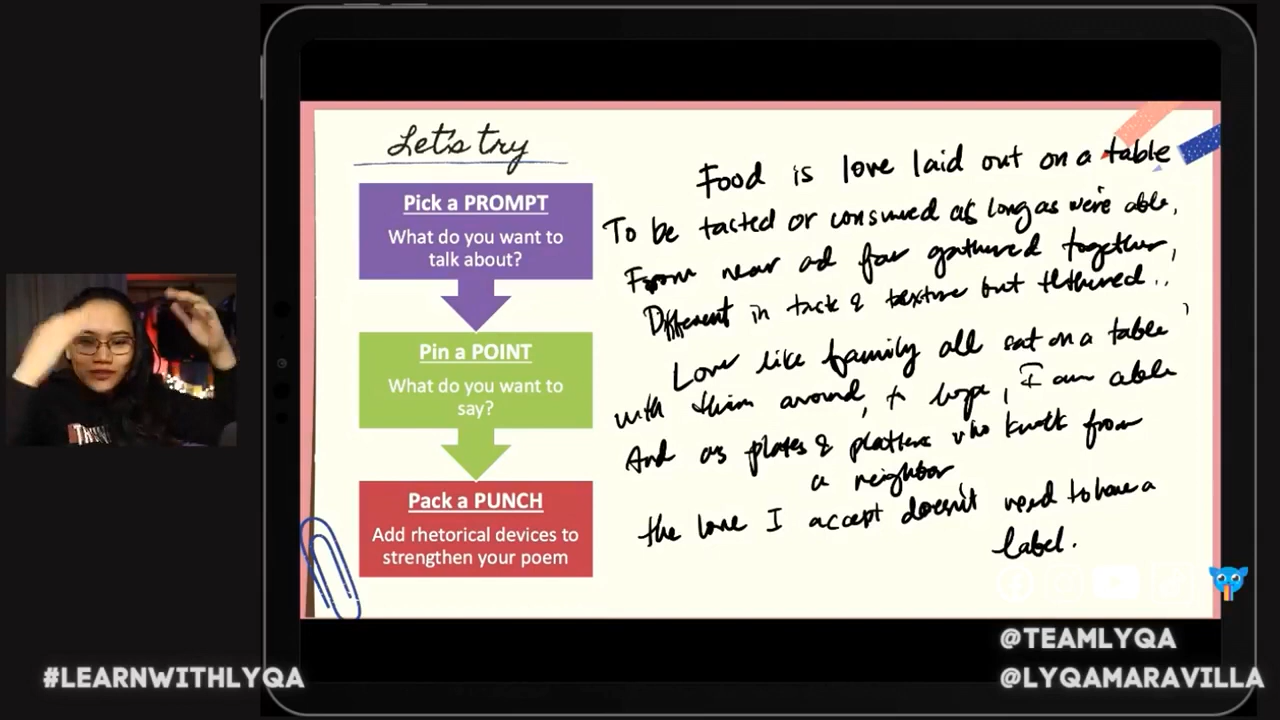 Let's try
Pick a PROMPT
What do you want to
talk about?
Pin a POINT
What do you want to
say?
Pack a PUNCH
Add rhetorical devices to
strengthen your poem
Food is love laid out on a table
To be tasted or consumed as long as we're able,
From near ad far gathered together,
Different in & texture but tethered..
Love like family all sat on a table
with them around, I am able
And as plates & platters who from
a neighbor
the love I accept doesn't need to have a
label.
#LEARNWITHLYQA
@TEAMLYQA
@LYQAMARAVILLA